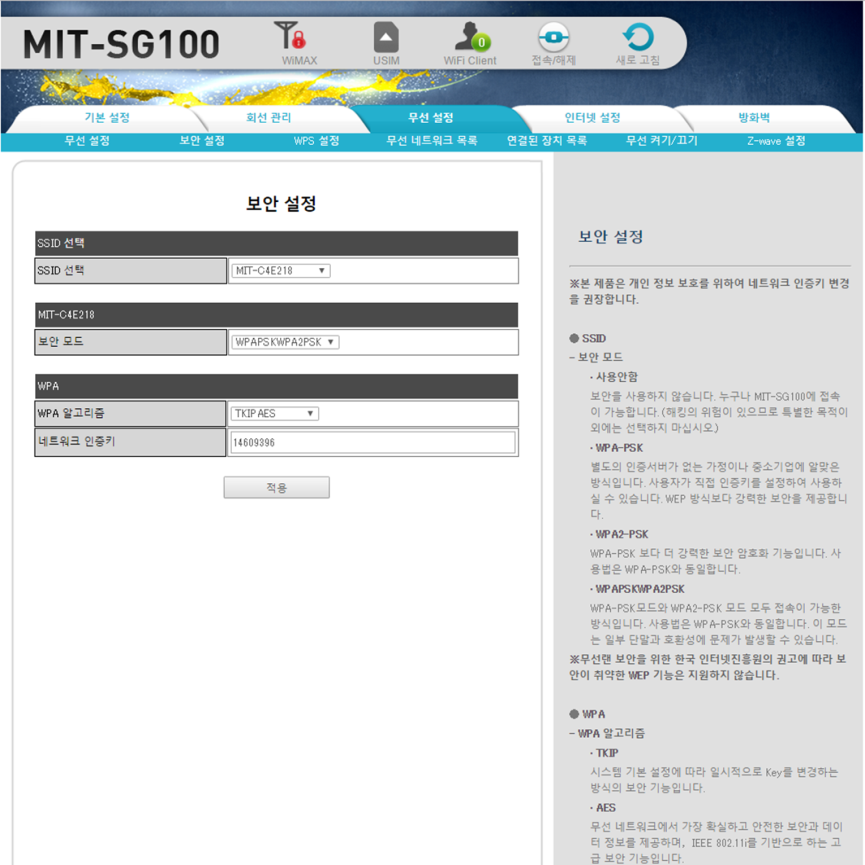 MIT-SG100
WiMAX
USIM
0
WiFi Client
접속/해제
새로 고침
기본 설정
회선 관리
무선 설정
인터넷 설정
방화벽
무선 설정
보안 설정
WPS 설정
무선 네트워크 목록
연결된 장치 목록
무선 켜기/끄기
Z-wave 설정
보안 설정
SSID 선택
SSID 선택
MIT-C4E218
MIT-C4E218
보안 모드
WPAPSKWPA2PSK
WPA
WPA 알고리즘
TKIPAES
네트워크 인증키
14609396
적용
보안 설정
※본 제품은 개인 정보 보호를 위하여 네트워크 인증키 변경
을 권장합니다.
● SSID
- 보안 모드
· 사용안함
보안을 사용하지 않습니다. 누구나 MIT-SG100에 접속
이 가능합니다. (해킹의 위험이 있으므로 특별한 목적이
외에는 선택하지 마십시오.)
· WPA-PSK
별도의 인증서버가 없는 가정이나 중소기업에 알맞은
방식입니다. 사용자가 직접 인증키를 설정하여 사용하
실 수 있습니다. WEP 방식보다 강력한 보안을 제공합니
다.
· WPA2-PSK
WPA-PSK 보다 더 강력한 보안 암호화 기능입니다. 사
용법은 WPA-PSK와 동일합니다.
· WPAPSKWPA2PSK
WPA-PSK모드와 WPA2-PSK 모드 모두 접속이 가능한
방식입니다. 사용법은 WPA-PSK와 동일합니다. 이 모드
는 일부 단말과 호환성에 문제가 발생할 수 있습니다.
※무선랜 보안을 위한 한국 인터넷진흥원의 권고에 따라 보
안이 취약한 WEP 기능은 지원하지 않습니다.
● WPA
- WPA 알고리즘
· TKIP
시스템 기본 설정에 따라 일시적으로 Key를 변경하는
방식의 보안 기능입니다.
· AES
무선 네트워크에서 가장 확실하고 안전한 보안과 데이
터 정보를 제공하며, IEEE 802.11i를 기반으로 하는 고
급 보안 기능입니다.